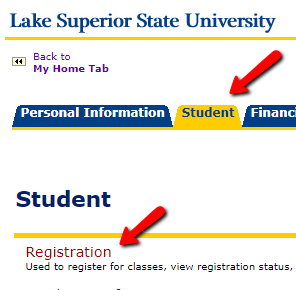 Lake Superior State University
Back to
My Home Tab
Personal Information
Student
Financi
Student
Registration
Used to register for classes, view registration status,